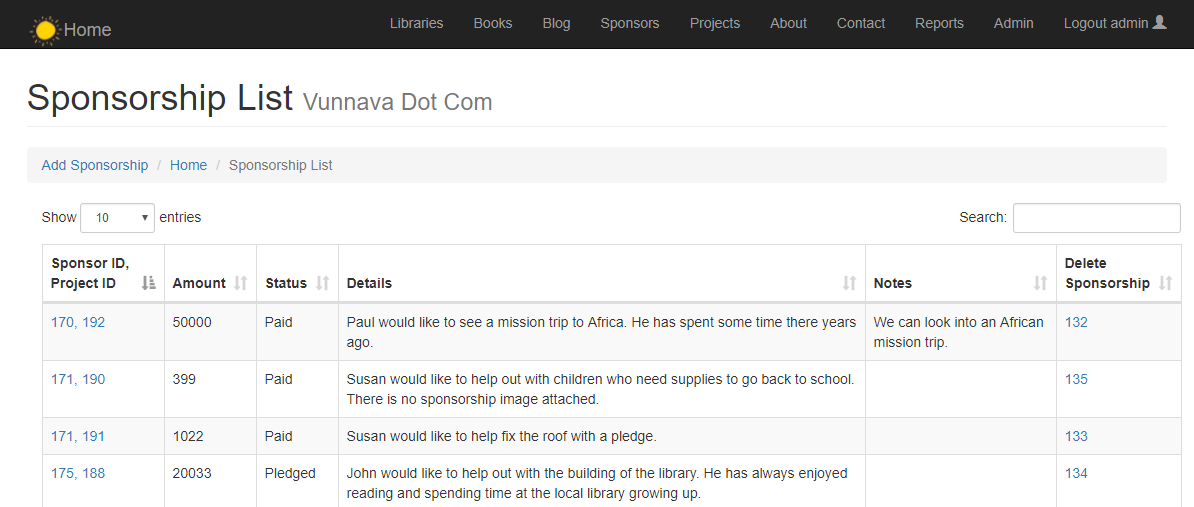 Home Libraries Books Blog Sponsors Projects About Contact Reports Admin Logout admin
Sponsorship List Vunnava Dot Com
Add Sponsorship / Home / Sponsorship List
Show 10 entries Search:
Sponsor ID, Delete
Project ID Amount Status Details Notes Sponsorship
170, 192 50000 Paid Paul would like to see a mission trip to Africa. He has spent some time there years We can look into an African 132
ago. mission trip.
171, 190 399 Paid Susan would like to help out with children who need supplies to go back to school. 135
There is no sponsorship image attached.
171, 191 1022 Paid Susan would like to help fix the roof with a pledge. 133
175, 188 20033 Pledged John would like to help out with the building of the library. He has always enjoyed 134
reading and spending time at the local library growing up.